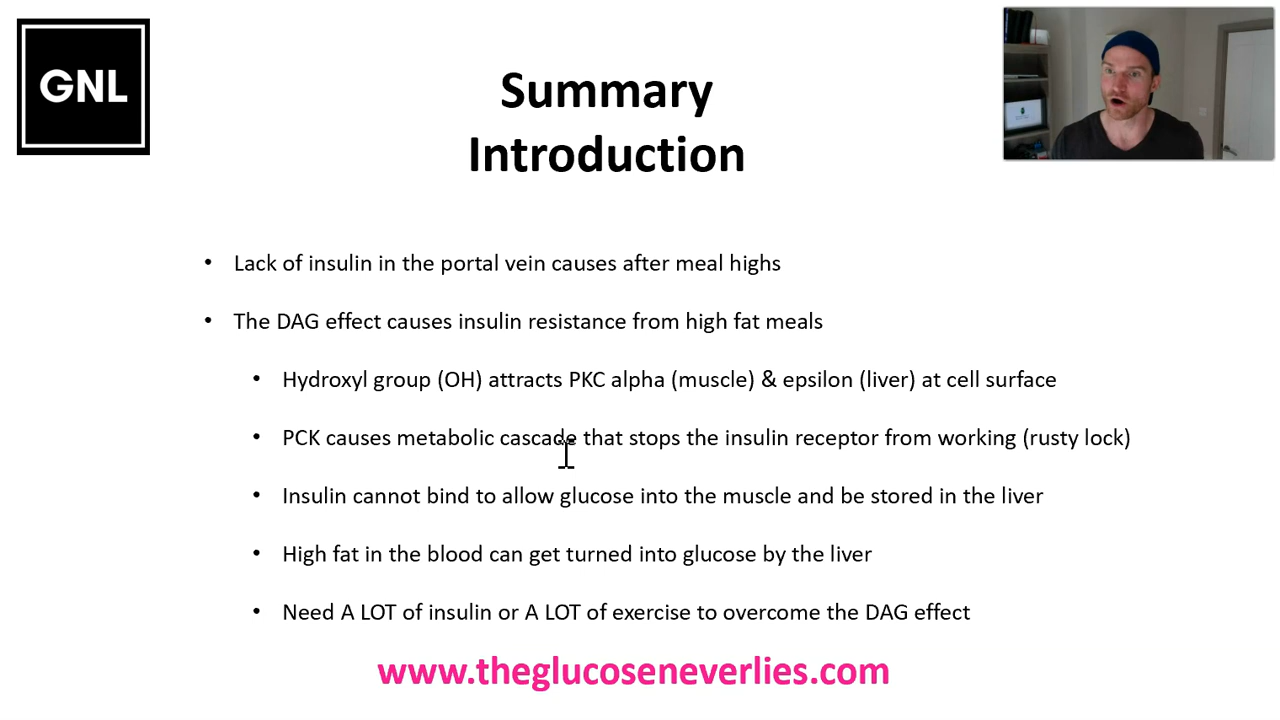 GNL
Summary
Introduction
• Lack of insulin in the portal vein causes after meal highs
• The DAG effect causes insulin resistance from high fat meals
• Hydroxyl group (OH) attracts PKC alpha (muscle) & epsilon (liver) at cell surface
• PCK causes metabolic cascade that stops the insulin receptor from working (rusty lock)
• Insulin cannot bind to allow glucose into the muscle and be stored in the liver
• High fat in the blood can get turned into glucose by the liver
• Need A LOT of insulin or A LOT of exercise to overcome the DAG effect
www.theglucoseneverlies.com